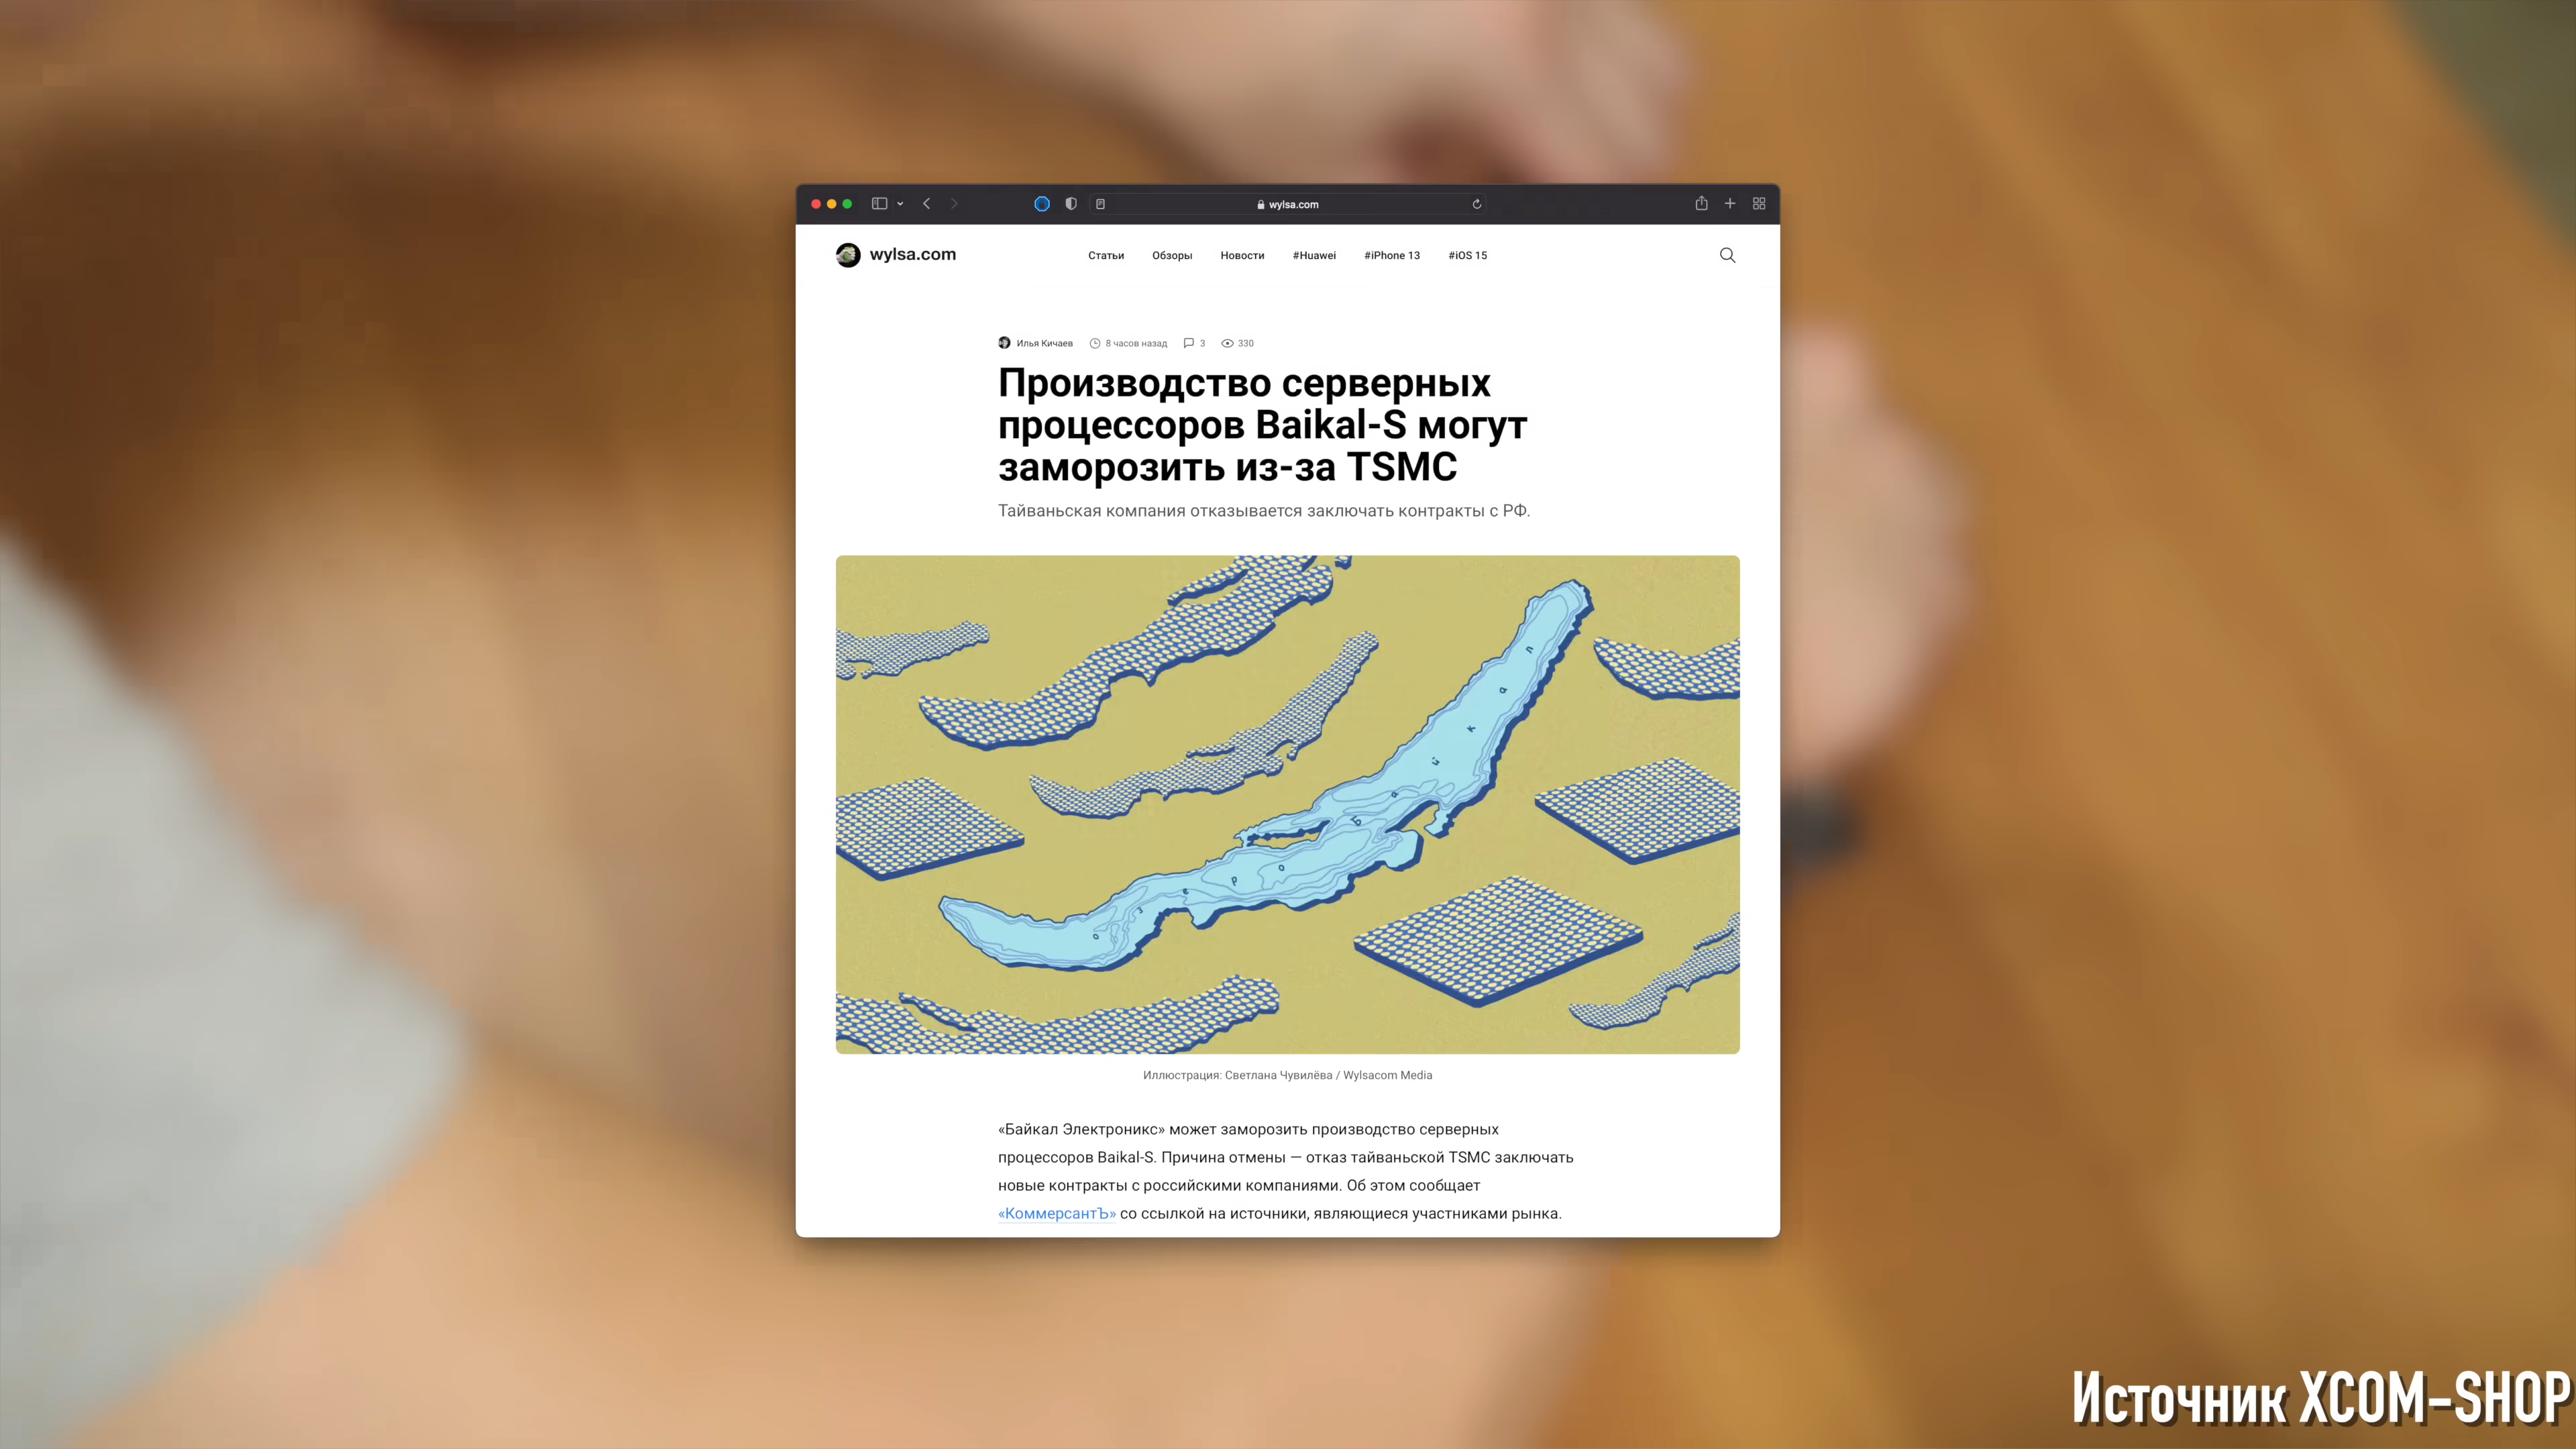 wylsa.com
wylsa.com
Статьи Обзоры Новости #Huawei #iPhone 13 #iOS 15
Илья Кичаев 8 часов назад 3 330
Производство серверных
процессоров Baikal-S могут
заморозить из-за TSMC
Тайваньская компания отказывается заключать контракты с РФ.
озеро Байкал
Иллюстрация: Светлана Чувилёва / Wylsacom Media
«Байкал Электроникс» может заморозить производство серверных
процессоров Baikal-S. Причина отмены — отказ тайваньской TSMC заключать
новые контракты с российскими компаниями. Об этом сообщает
«КоммерсантЪ» со ссылкой на источники, являющиеся участниками рынка.
Источник XCOM-SHOP